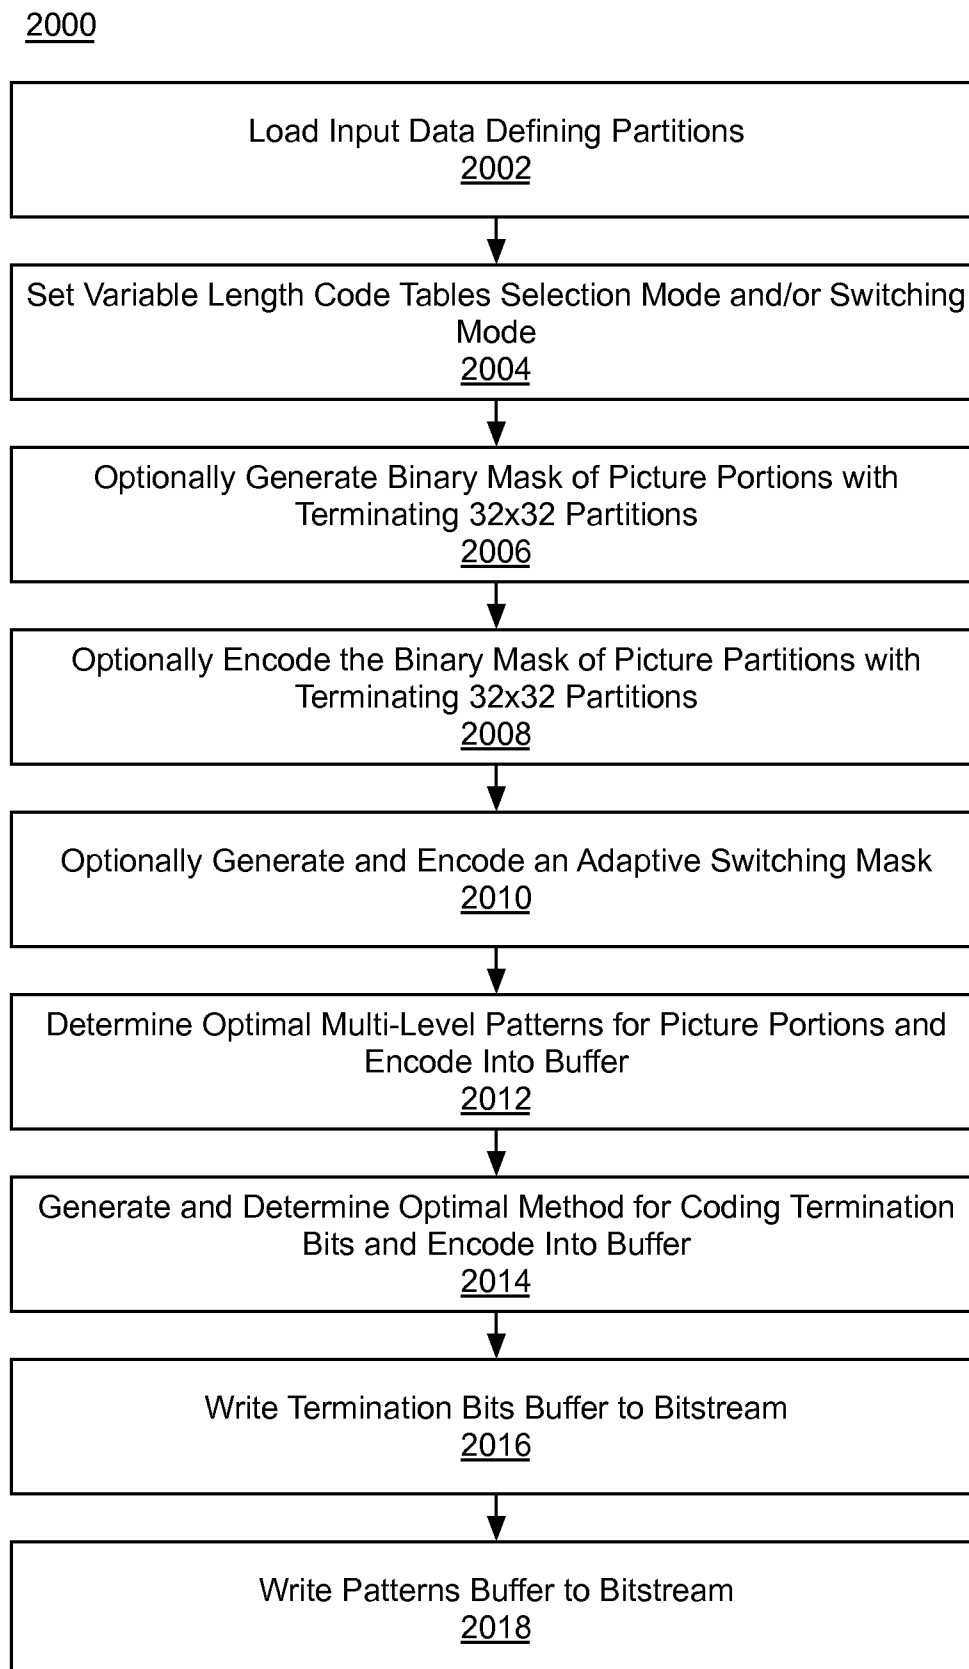 2000
Load Input Data Defining Partitions
2002
Set Variable Length Code Tables Selection Mode and/or Switching
Mode
2004
Optionally Generate Binary Mask of Picture Portions with
Terminating 32x32 Partitions
2006
Optionally Encode the Binary Mask of Picture Partitions with
Terminating 32x32 Partitions
2008
Optionally Generate and Encode an Adaptive Switching Mask
2010
Determine Optimal Multi-Level Patterns for Picture Portions and
Encode Into Buffer
2012
Generate and Determine Optimal Method for Coding Termination
Bits and Encode Into Buffer
2014
Write Termination Bits Buffer to Bitstream
2016
Write Patterns Buffer to Bitstream
2018